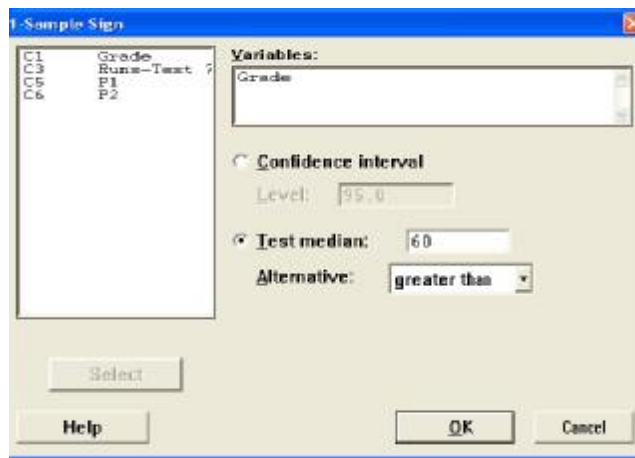 1-Sample Sign
C1 Grade
C3 Runs-Test ?
C5 P1
C6 P2
Variables:
Grade
Confidence interval
Level: 95.0
Test median: 60
Alternative: greater than
Select
Help
OK
Cancel